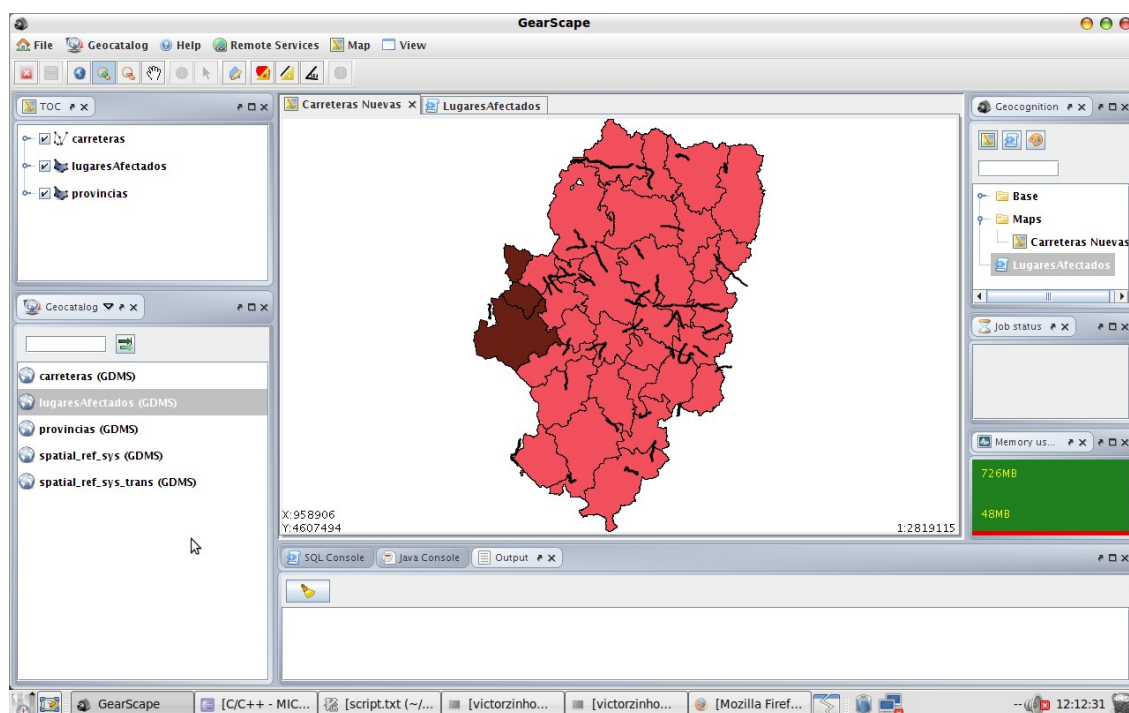 GearScape
File Geocatalog Help Remote Services Map View
TOC
carreteras
lugaresAfectados
provincias
Geocatalog
carreteras (GDMS)
lugaresAfectados (GDMS)
provincias (GDMS)
spatial_ref_sys (GDMS)
spatial_ref_sys_trans (GDMS)
Carreteras Nuevas LugaresAfectados
X:958906
Y:4607494
1:2819115
SQL Console Java Console Output
Geocognition
Base
Maps
Carreteras Nuevas
LugaresAfectados
Job status
Memory us...
726MB
48MB
GearScape [C/C++ - MIC... [script.txt (~/... [victorzinho... [victorzinho... [Mozilla Firef... -- 12:12:31